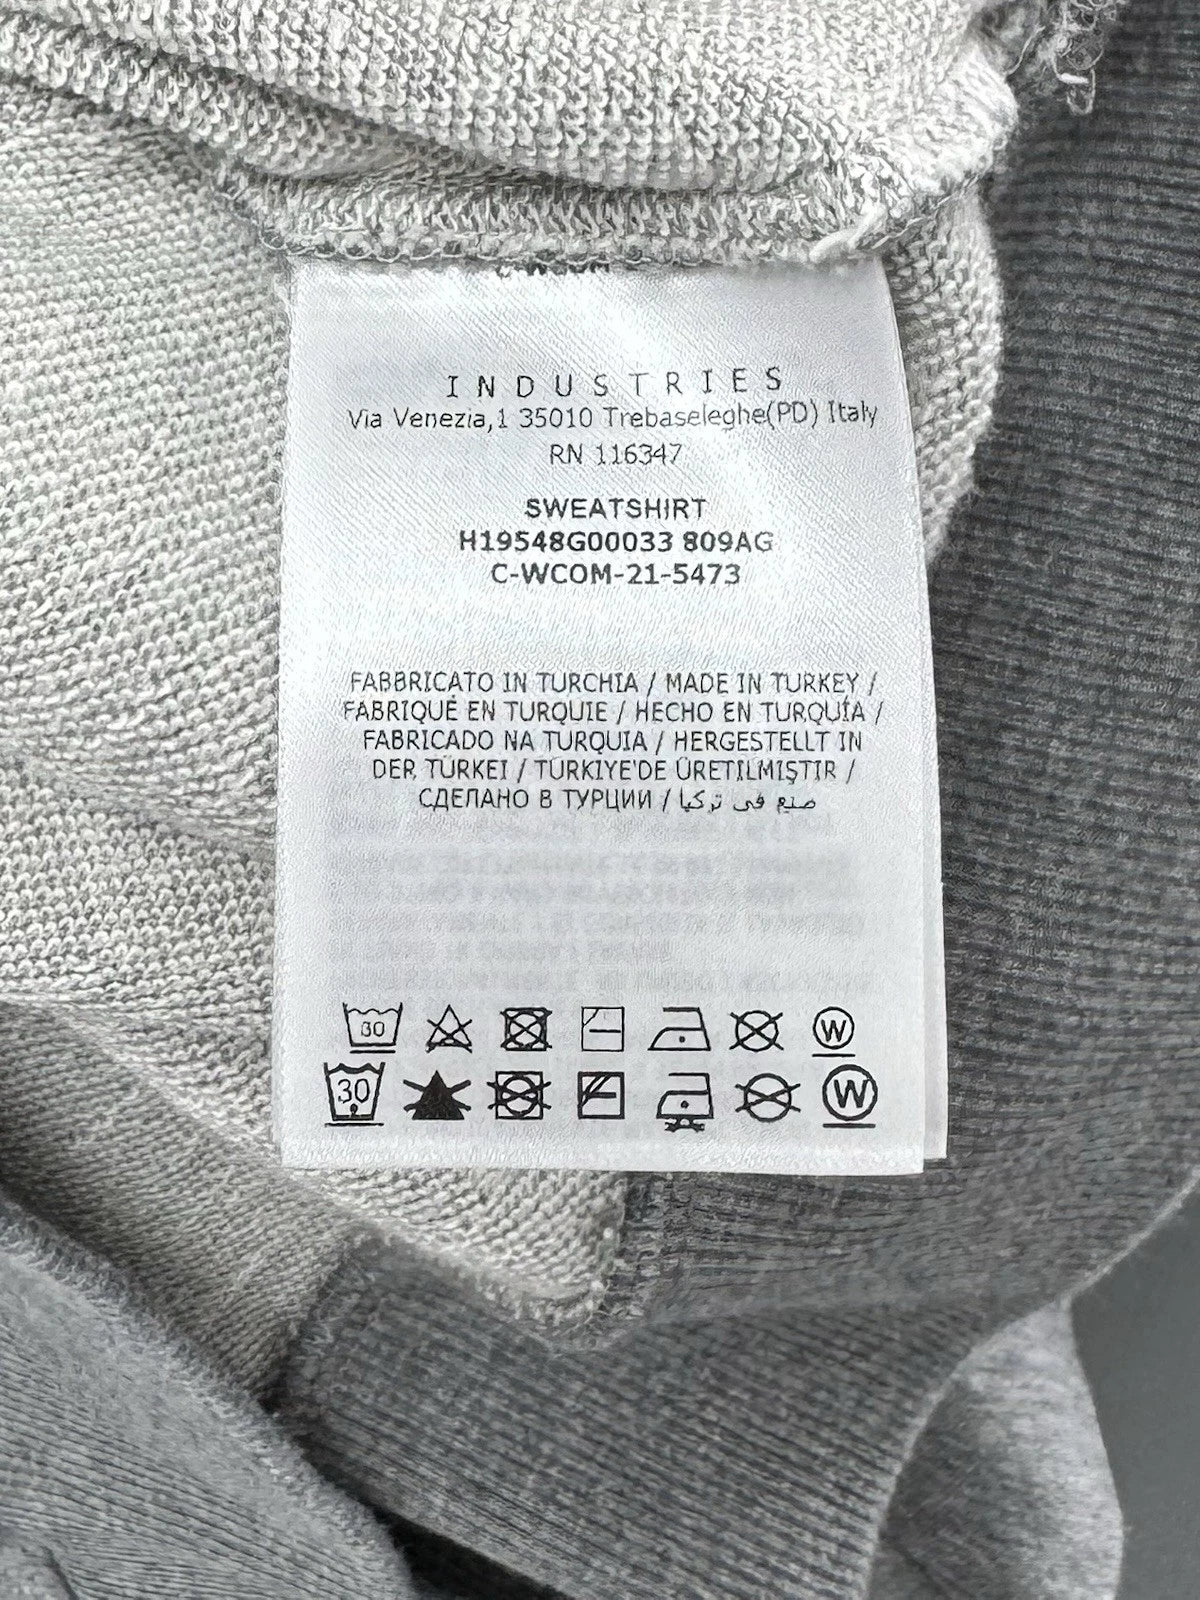 INDUSTRIES
Via Venezia,1 35010 Trebaseleghe(PD) Italy
RN 116347
SWEATSHIRT
H19548G00033 809AG
C-WCOM-21-5473
FABBRICATO IN TURCHIA / MADE IN TURKEY /
FABRIQUÉ EN TURQUIE / HECHO EN TURQUÍA /
FABRICADO NA TURQUIA / HERGESTELLT IN
DER TÜRKEI / TÜRKIYE'DE ÜRETILMIŞTIR /
СДЕЛАНО В ТУРЦИИ / صنع في تركيا
30 W
30 W